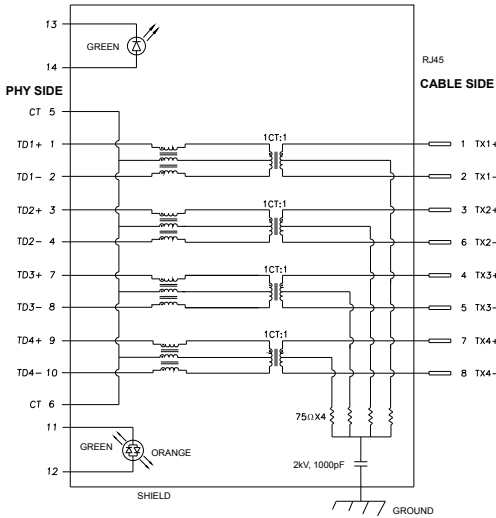 13
GREEN
14
RJ45
PHY SIDE
CABLE SIDE
CT 5
1CT:1
TD1+ 1
1 TX1+
TD1- 2
2 TX1-
1CT:1
TD2+ 3
3 TX2+
TD2- 4
6 TX2-
1CT:1
TD3+ 7
4 TX3+
TD3- 8
5 TX3-
1CT:1
TD4+ 9
7 TX4+
TD4- 10
8 TX4-
CT 6
75ΩX4
11
GREEN
ORANGE
12
2kV, 1000pF
SHIELD
GROUND